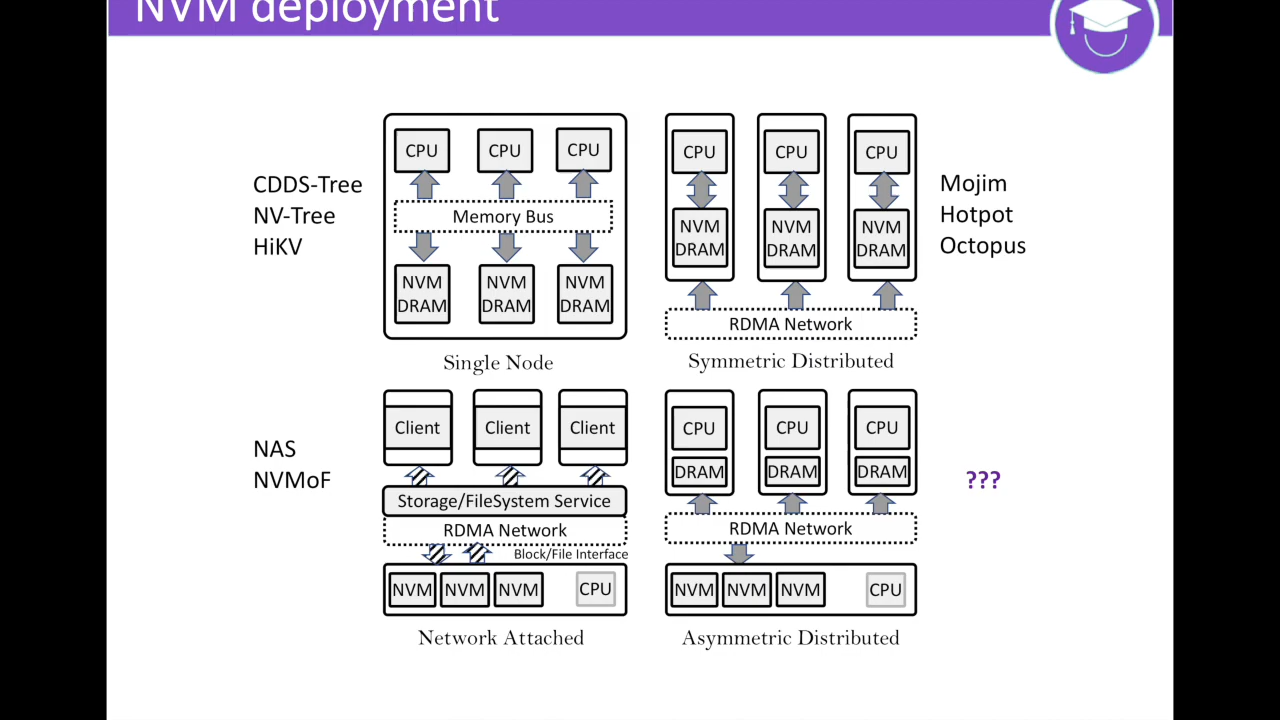 NVM deployment
CDDS-Tree
NV-Tree
HiKV
CPU CPU CPU
Memory Bus
NVM DRAM NVM DRAM NVM DRAM
Single Node
CPU CPU CPU
NVM DRAM NVM DRAM NVM DRAM
RDMA Network
Symmetric Distributed
Mojim
Hotpot
Octopus
NAS
NVMoF
Client Client Client
Storage/FileSystem Service
RDMA Network
Block/File Interface
NVM NVM NVM CPU
Network Attached
CPU CPU CPU
DRAM DRAM DRAM
RDMA Network
NVM NVM NVM CPU
Asymmetric Distributed
???